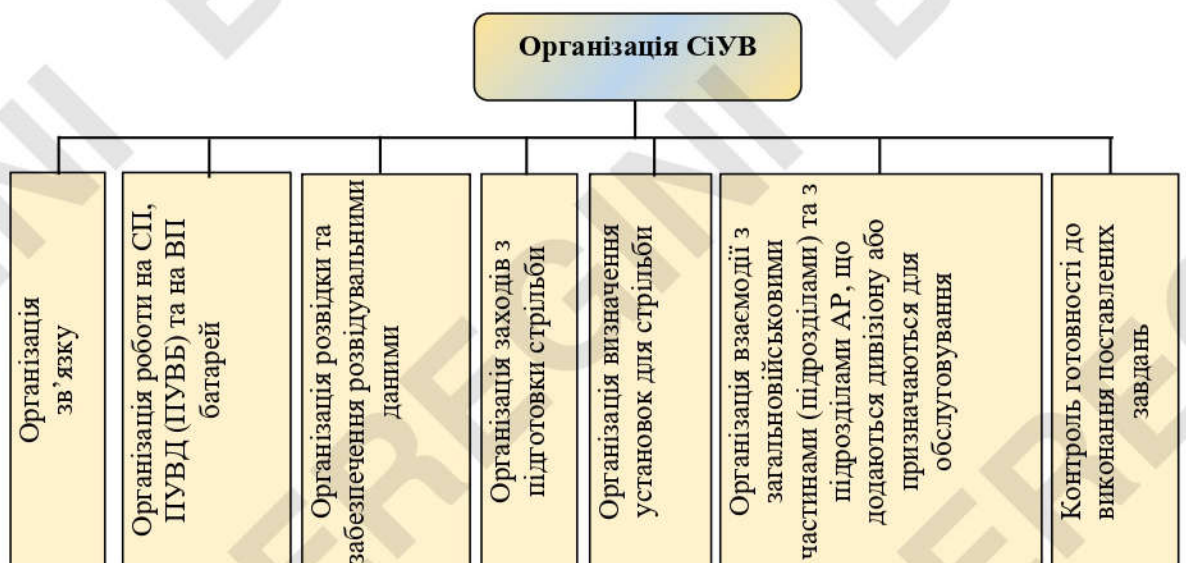 Організація СіУВ
Організація
зв’язку
Організація роботи на СП,
ПУВД (ПУВБ) та на ВП
батарей
Організація розвідки та
забезпечення розвідувальними
даними
Організація заходів з
підготовки стрільби
Організація визначення
установок для стрільби
Організація взаємодії з
загальновійськовими
частинами (підрозділами) та з
підрозділами АР, що
додаються дивізіону або
призначаються для
обслуговування
Контроль готовності до
виконання поставлених
завдань